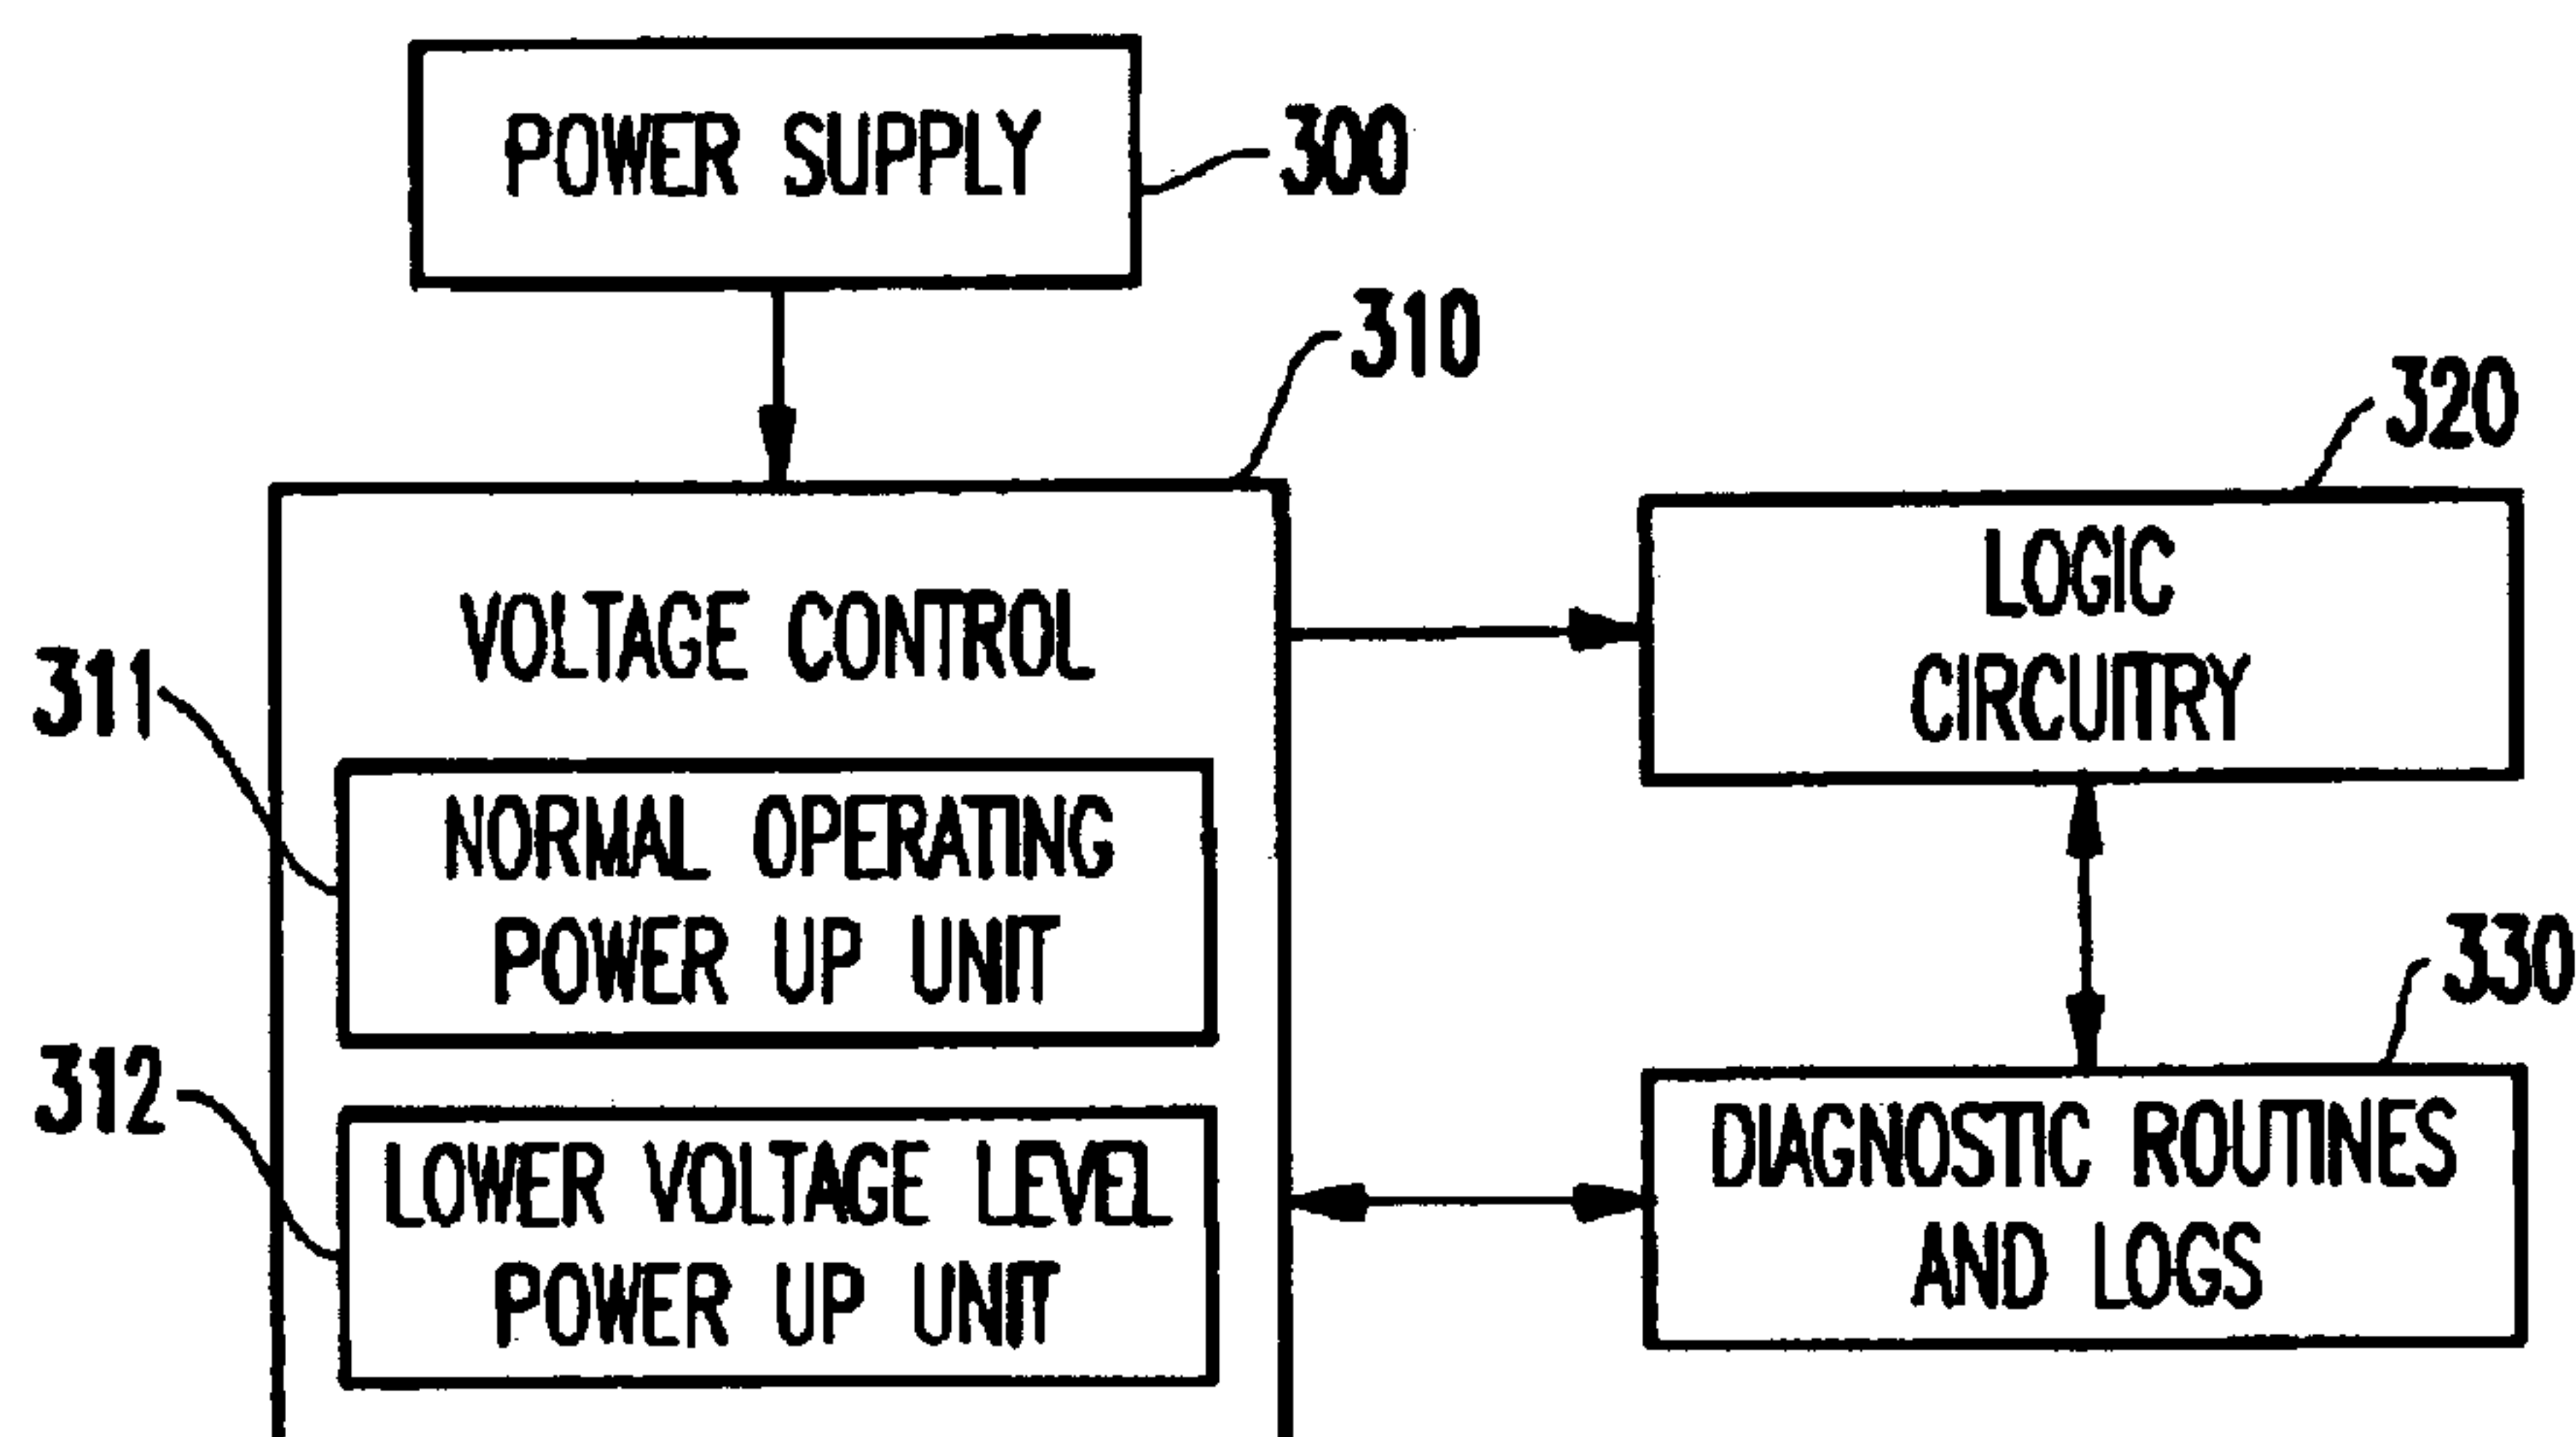 POWER SUPPLY
300
310
320
VOLTAGE CONTROL
LOGIC
CIRCUITRY
311
NORMAL OPERATING
POWER UP UNIT
330
312
LOWER VOLTAGE LEVEL
POWER UP UNIT
DIAGNOSTIC ROUTINES
AND LOGS